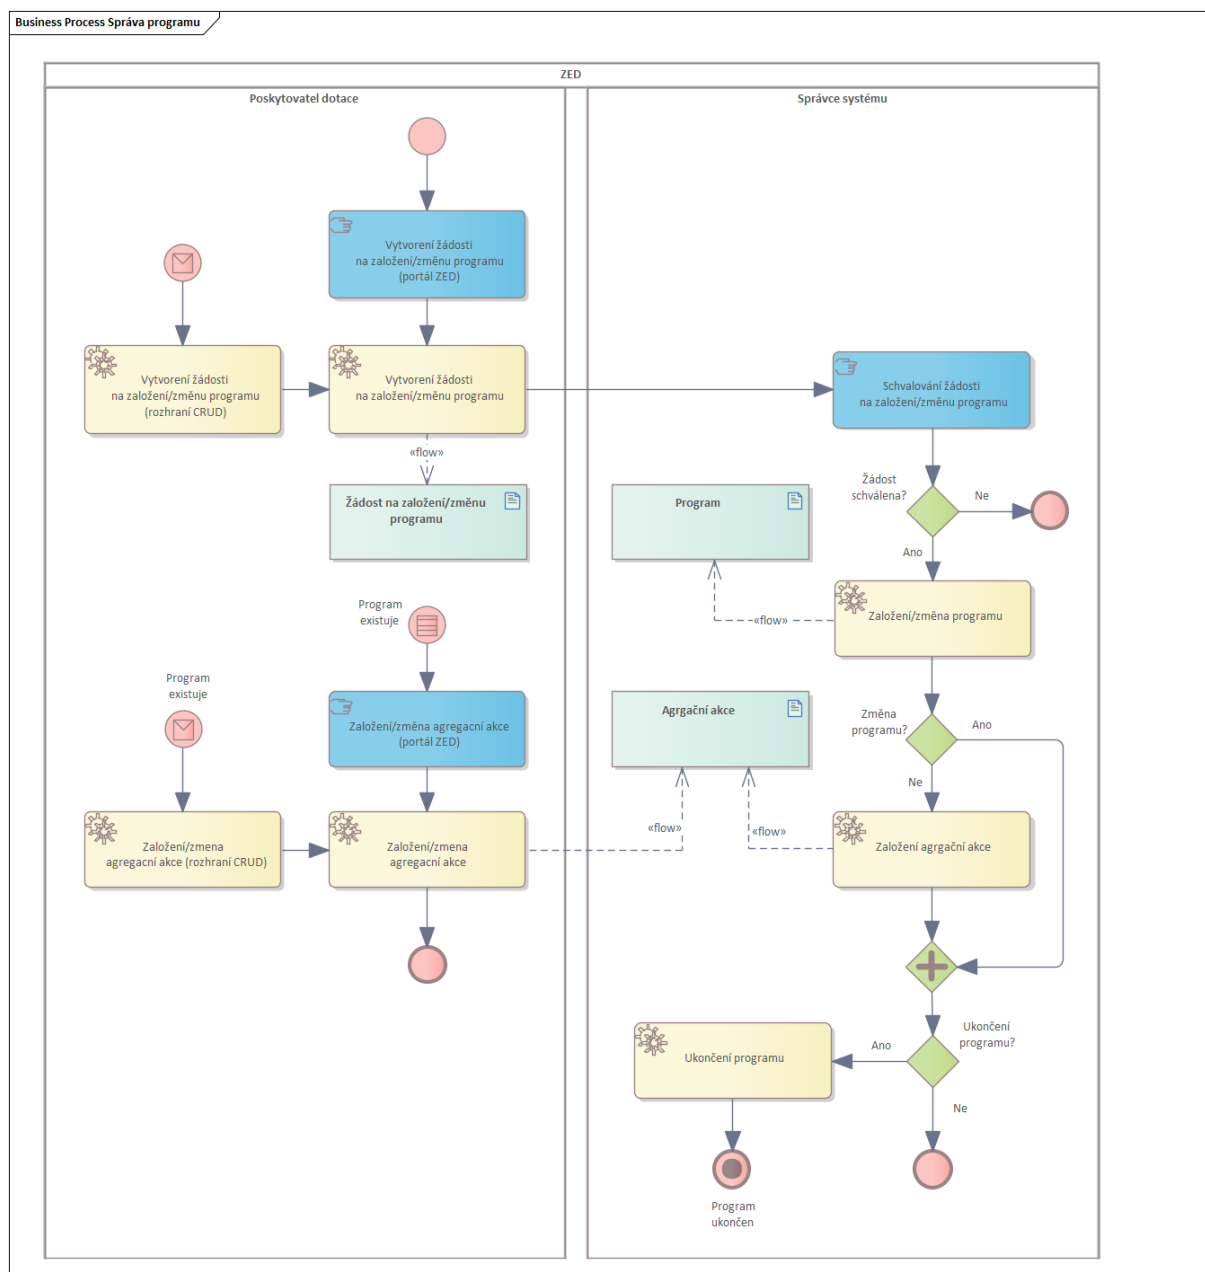 Business Process Správa programu
ZED
Poskytovatel dotace
Správce systému
Vytvorení žádosti
na založení/změnu programu
(portál ZED)
Vytvorení žádosti
na založení/změnu programu
(rozhraní CRUD)
Vytvorení žádosti
na založení/změnu programu
Schvalování žádosti
na založení/změnu programu
«flow»
Žádost
schválena?
Ne
Ano
Žádost na založení/změnu
programu
Program
Založení/změna programu
«flow»
Program
existuje
Program
existuje
Založení/změna agregacní akce
(portál ZED)
Agrgační akce
Změna
programu?
Ano
Ne
«flow»
«flow»
Založení/zmena
agregacní akce (rozhraní CRUD)
Založení/zmena
agregacní akce
Založení agrgační akce
Ukončení
programu?
Ano
Ne
Ukončení programu
Program
ukončen